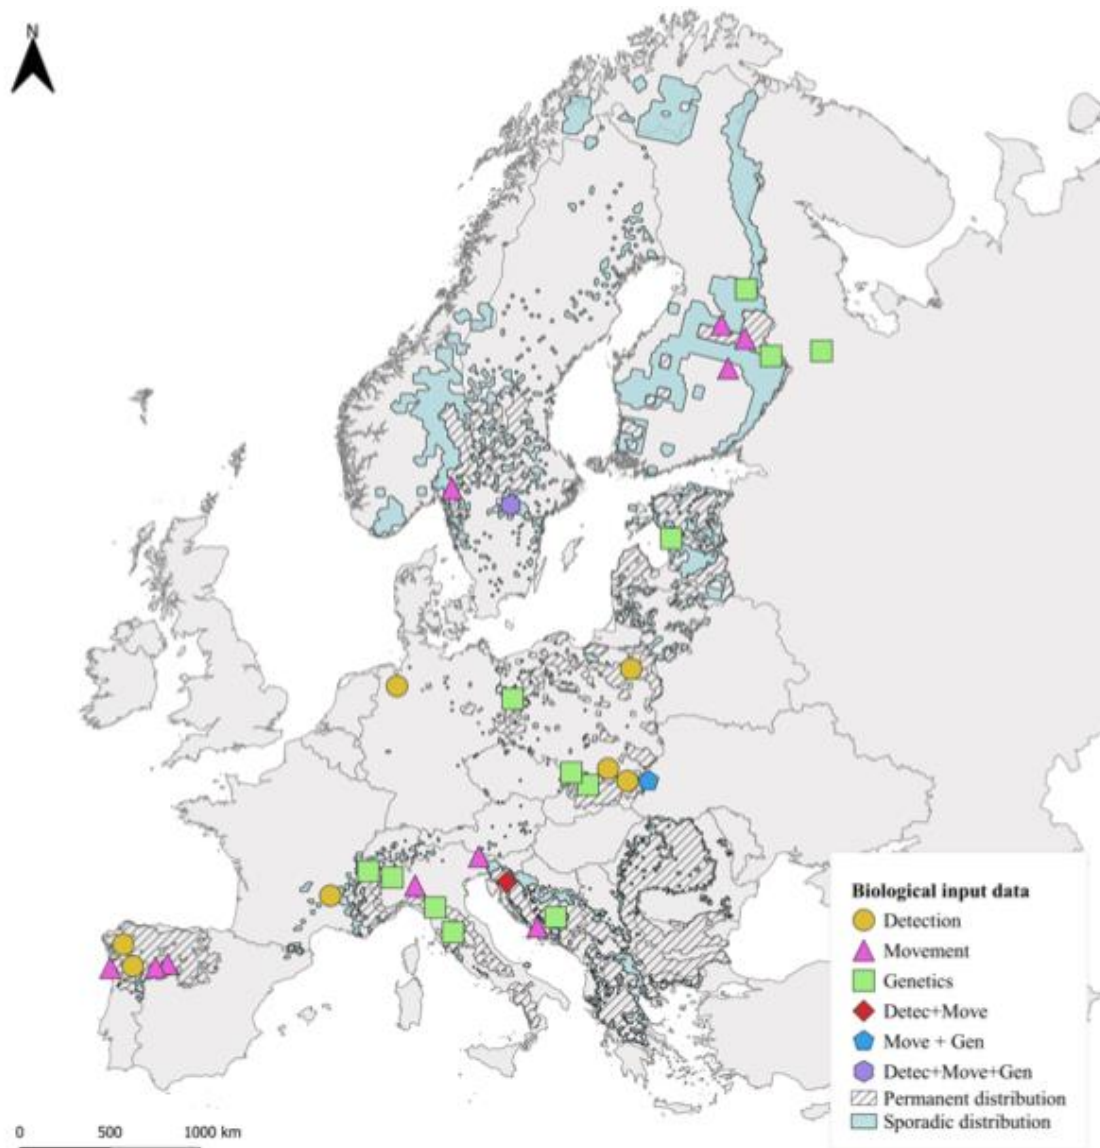 N
Biological input data
Detection
Movement
Genetics
Detec+Move
Move + Gen
Detec+Move+Gen
Permanent distribution
Sporadic distribution
0 500 1000 km